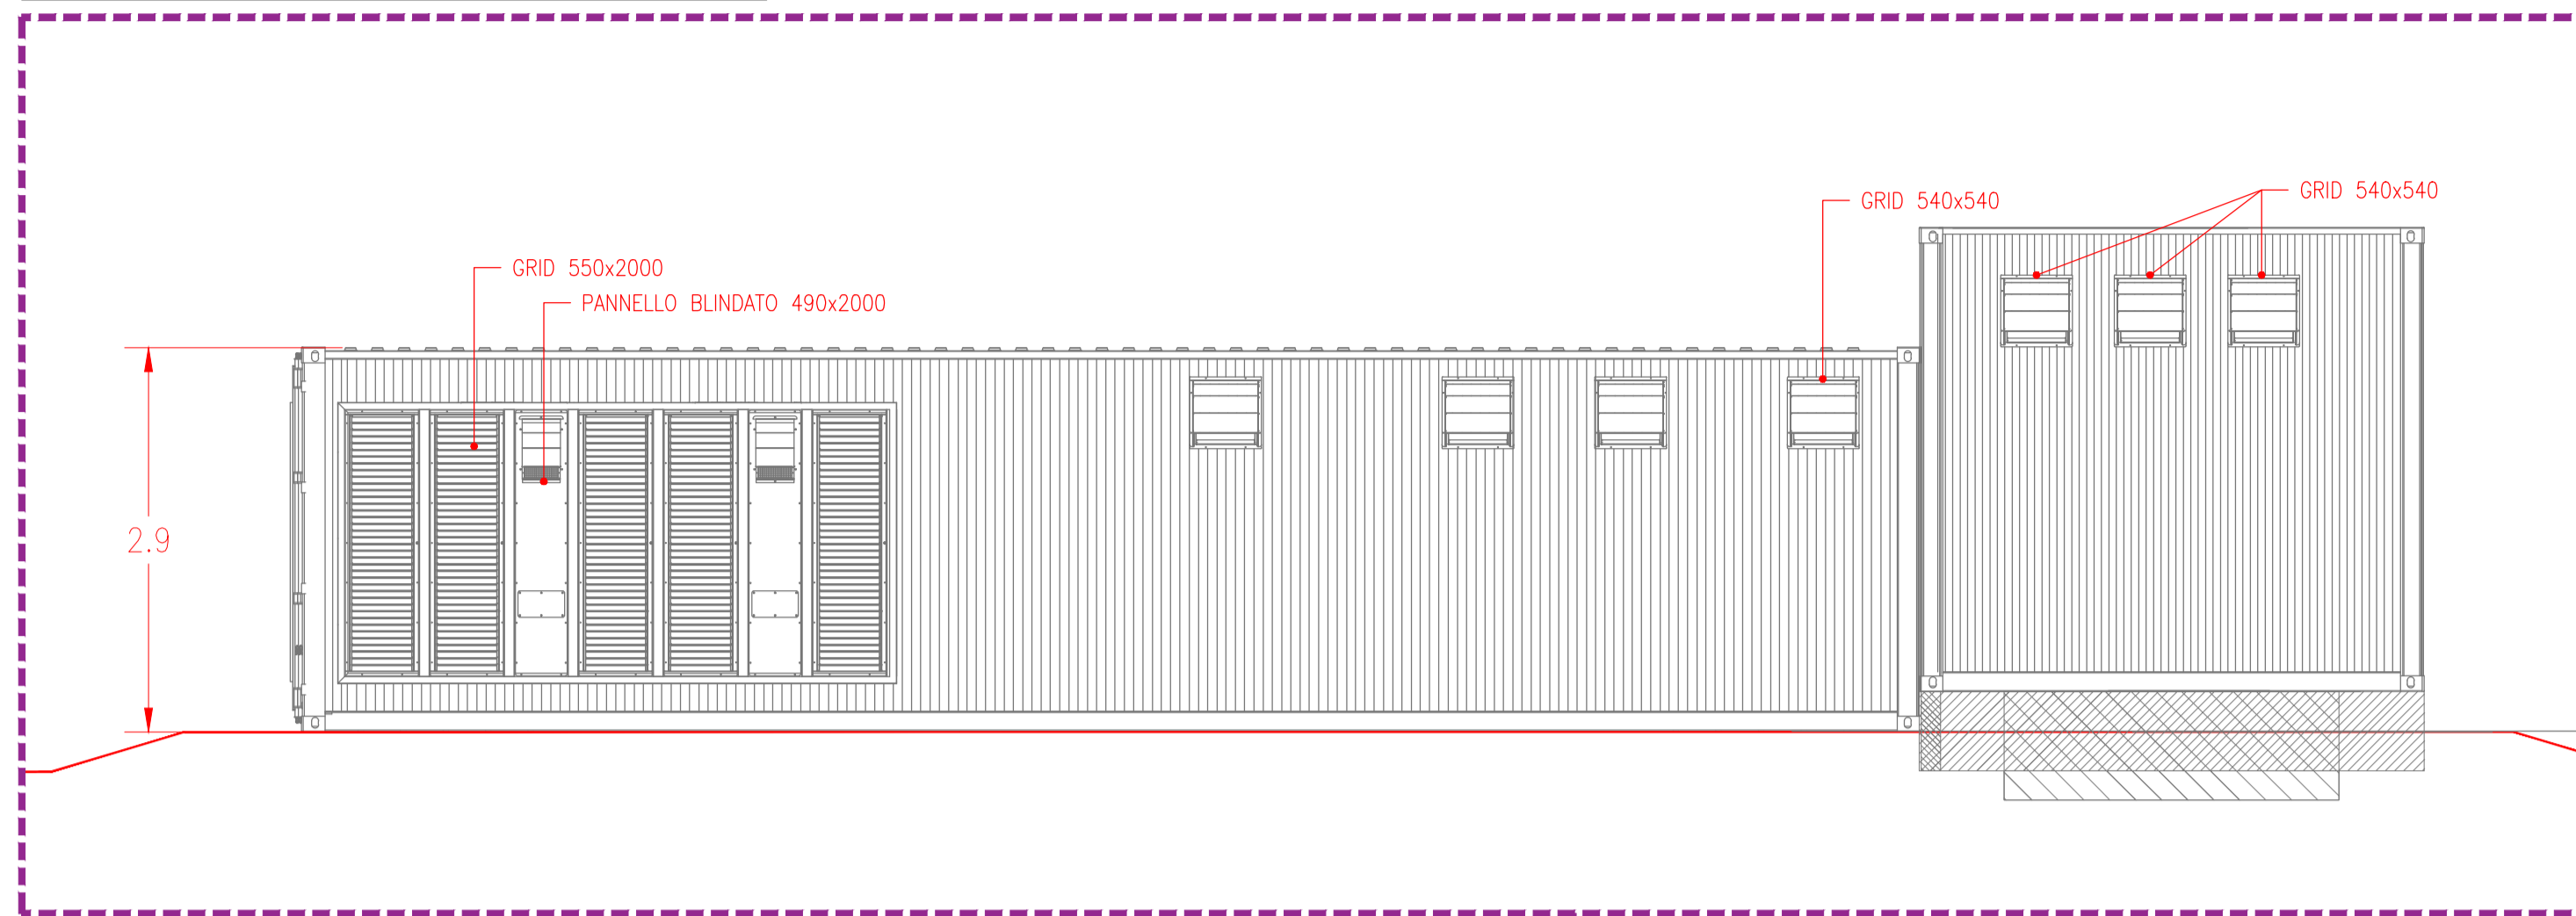 GRID 540x540
GRID 540x540
GRID 550x2000
PANNELLO BLINDATO 490x2000
2.9